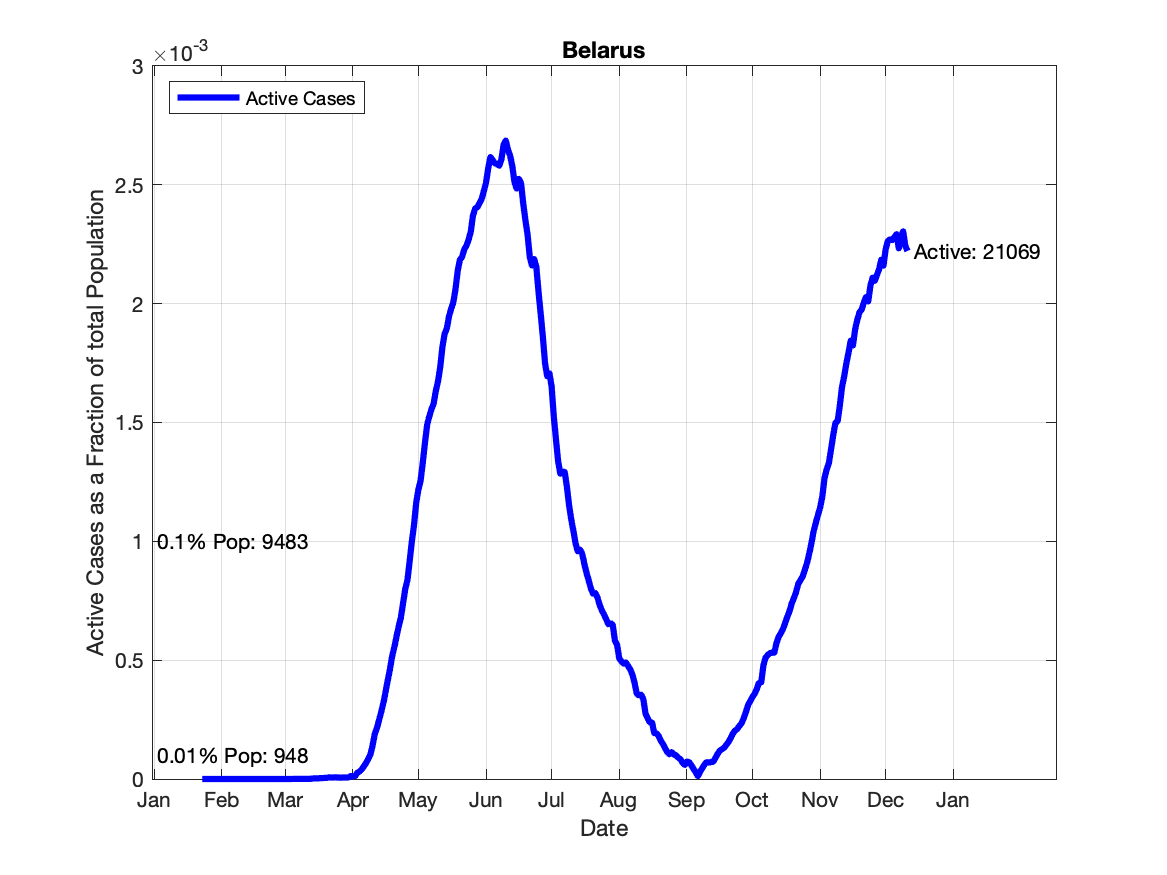 Belarus
×10-3
Active Cases
3
2.5
2
1.5
1
0.5
0
Active Cases as a Fraction of total Population
Active: 21069
0.1% Pop: 9483
0.01% Pop: 948
Jan Feb Mar Apr May Jun Jul Aug Sep Oct Nov Dec Jan
Date